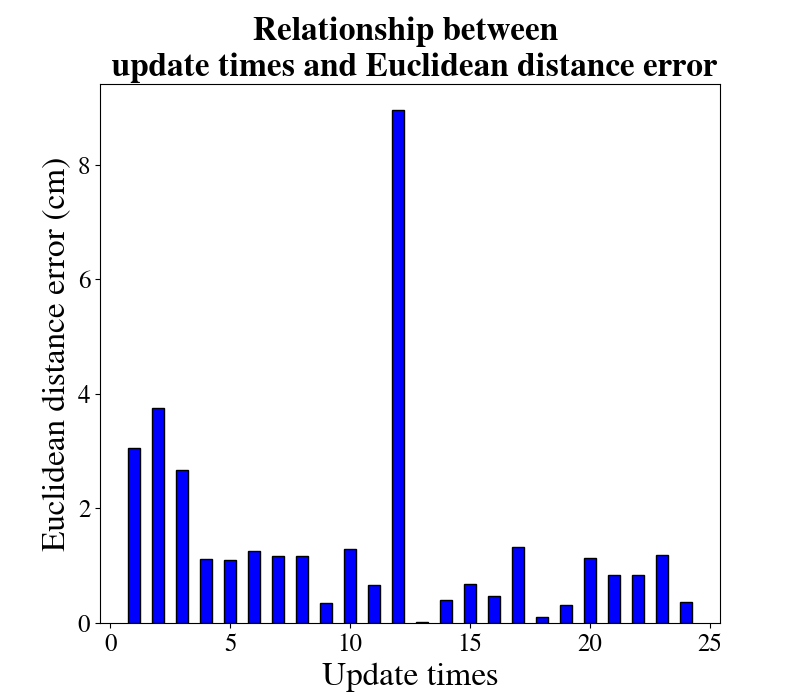 Relationship between
update times and Euclidean distance error
Euclidean distance error (cm)
8
6
4
2
0
0 5 10 15 20 25
Update times